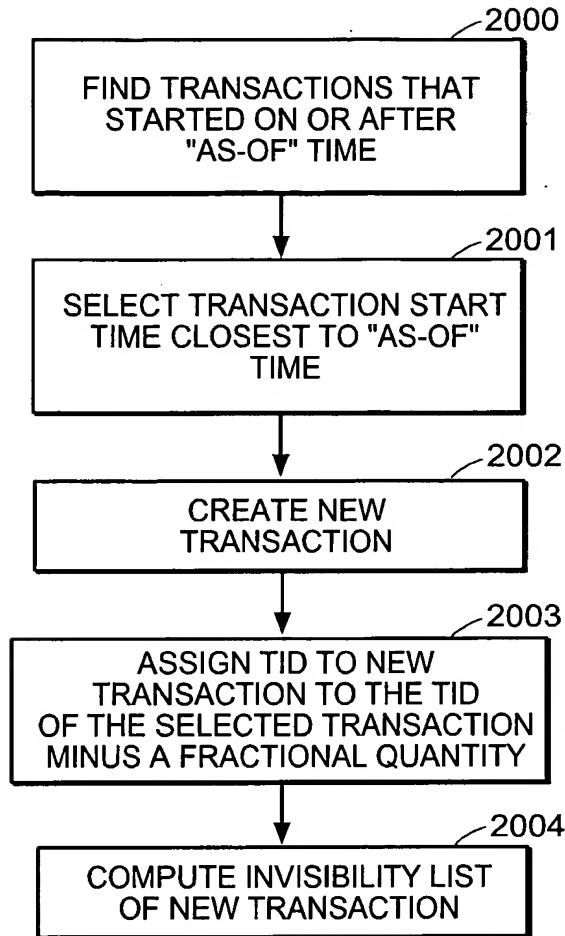 2000
FIND TRANSACTIONS THAT
STARTED ON OR AFTER
"AS-OF" TIME
2001
SELECT TRANSACTION START
TIME CLOSEST TO "AS-OF"
TIME
2002
CREATE NEW
TRANSACTION
2003
ASSIGN TID TO NEW
TRANSACTION TO THE TID
OF THE SELECTED TRANSACTION
MINUS A FRACTIONAL QUANTITY
2004
COMPUTE INVISIBILITY LIST
OF NEW TRANSACTION